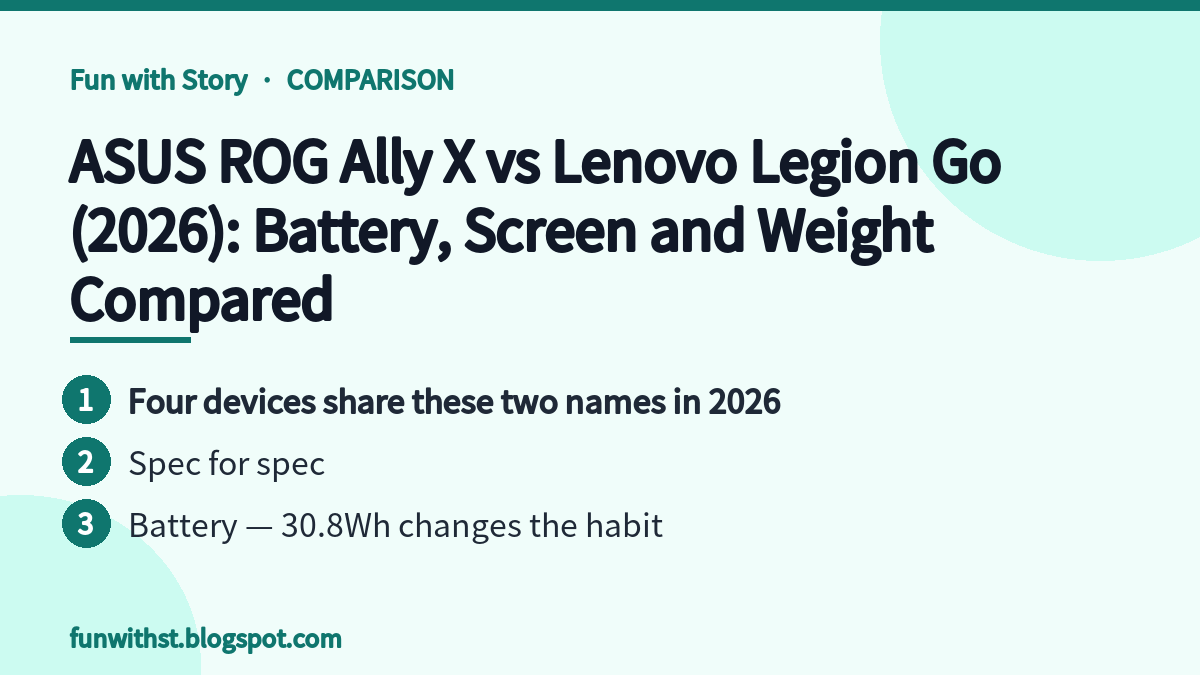 Fun with Story · COMPARISON
ASUS ROG Ally X vs Lenovo Legion Go
(2026): Battery, Screen and Weight
Compared
1 Four devices share these two names in 2026
2 Spec for spec
3 Battery — 30.8Wh changes the habit
funwithst.blogspot.com